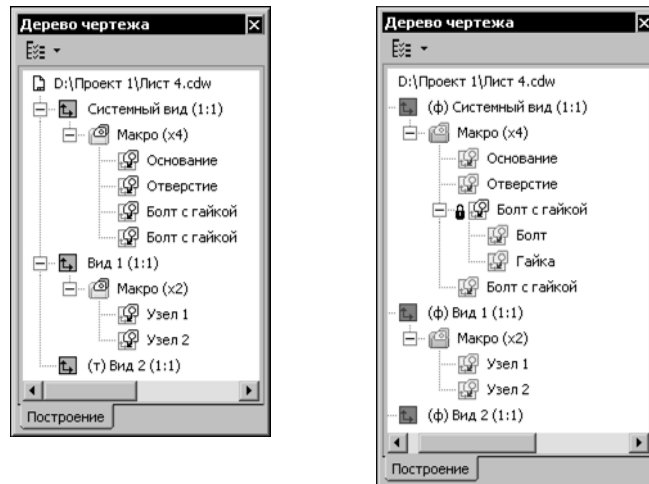 Дерево чертежа
D:\Проект 1\Лист 4.cdw
Системный вид (1:1)
Макро (x4)
Основание
Отверстие
Болт с гайкой
Болт с гайкой
Вид 1 (1:1)
Макро (x2)
Узел 1
Узел 2
(т) Вид 2 (1:1)
Построение
Дерево чертежа
D:\Проект 1\Лист 4.cdw
(ф) Системный вид (1:1)
Макро (x4)
Основание
Отверстие
Болт с гайкой
Болт
Гайка
Болт с гайкой
(ф) Вид 1 (1:1)
Макро (x2)
Узел 1
Узел 2
(ф) Вид 2 (1:1)
Построение